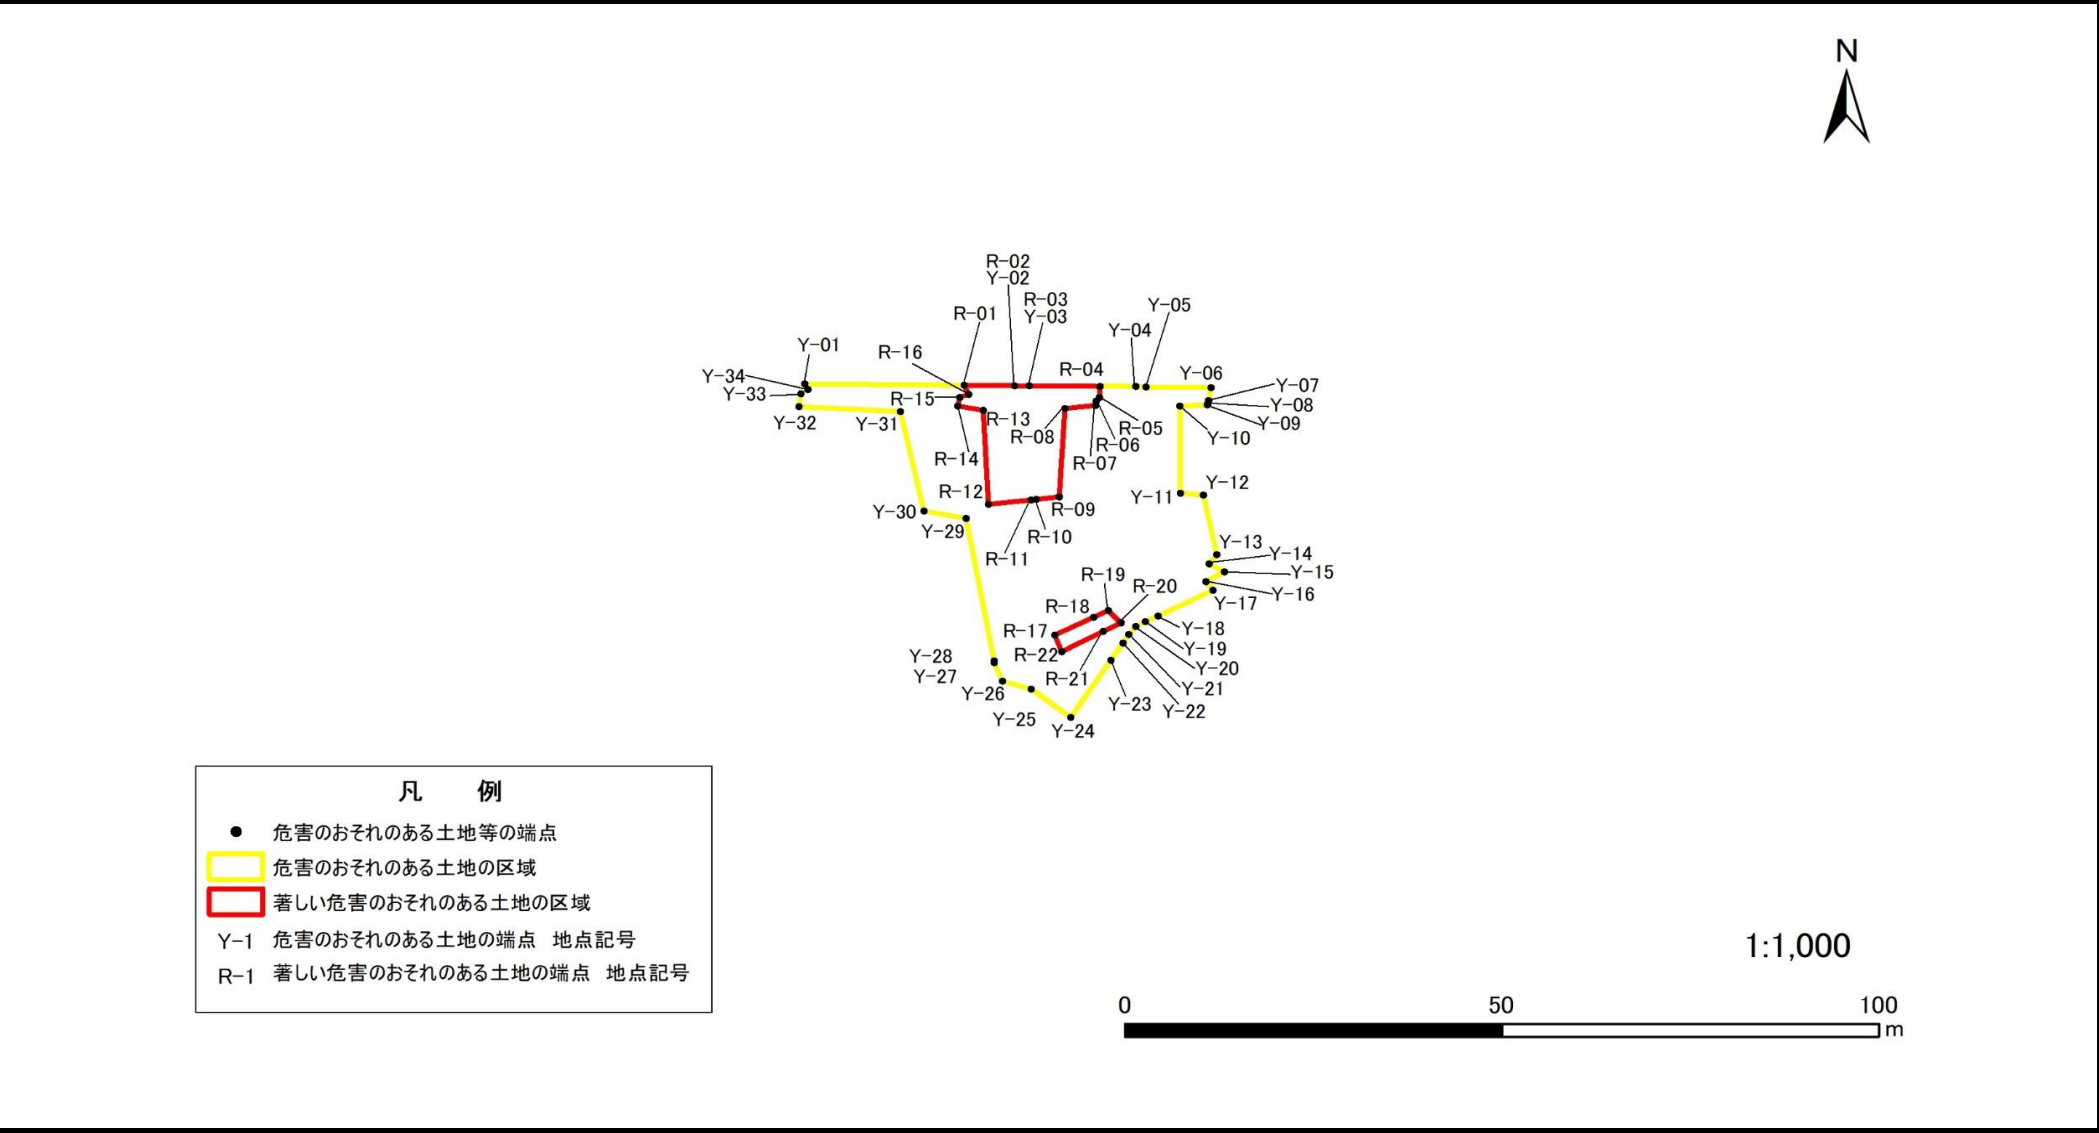 N
R-02
Y-02
R-03
Y-03
R-01
Y-05
Y-04
Y-01
R-16
R-04
Y-06
Y-34
Y-33
Y-07
R-15
Y-08
Y-32
Y-31
R-13
R-08
R-05
Y-09
Y-10
R-06
R-14
R-07
R-12
Y-11
Y-12
Y-30
R-09
Y-29
R-10
Y-13
R-11
Y-14
R-19
R-20
Y-15
Y-16
R-18
Y-17
R-17
Y-18
R-22
Y-28
Y-19
Y-20
Y-27
R-21
Y-21
Y-26
Y-23
Y-22
Y-25
Y-24
凡 例
危害のおそれのある土地等の端点
危害のおそれのある土地の区域
著しい危害のおそれのある土地の区域
Y-1 危害のおそれのある土地の端点 地点記号
R-1 著しい危害のおそれのある土地の端点 地点記号
1:1,000
0 50 100
m